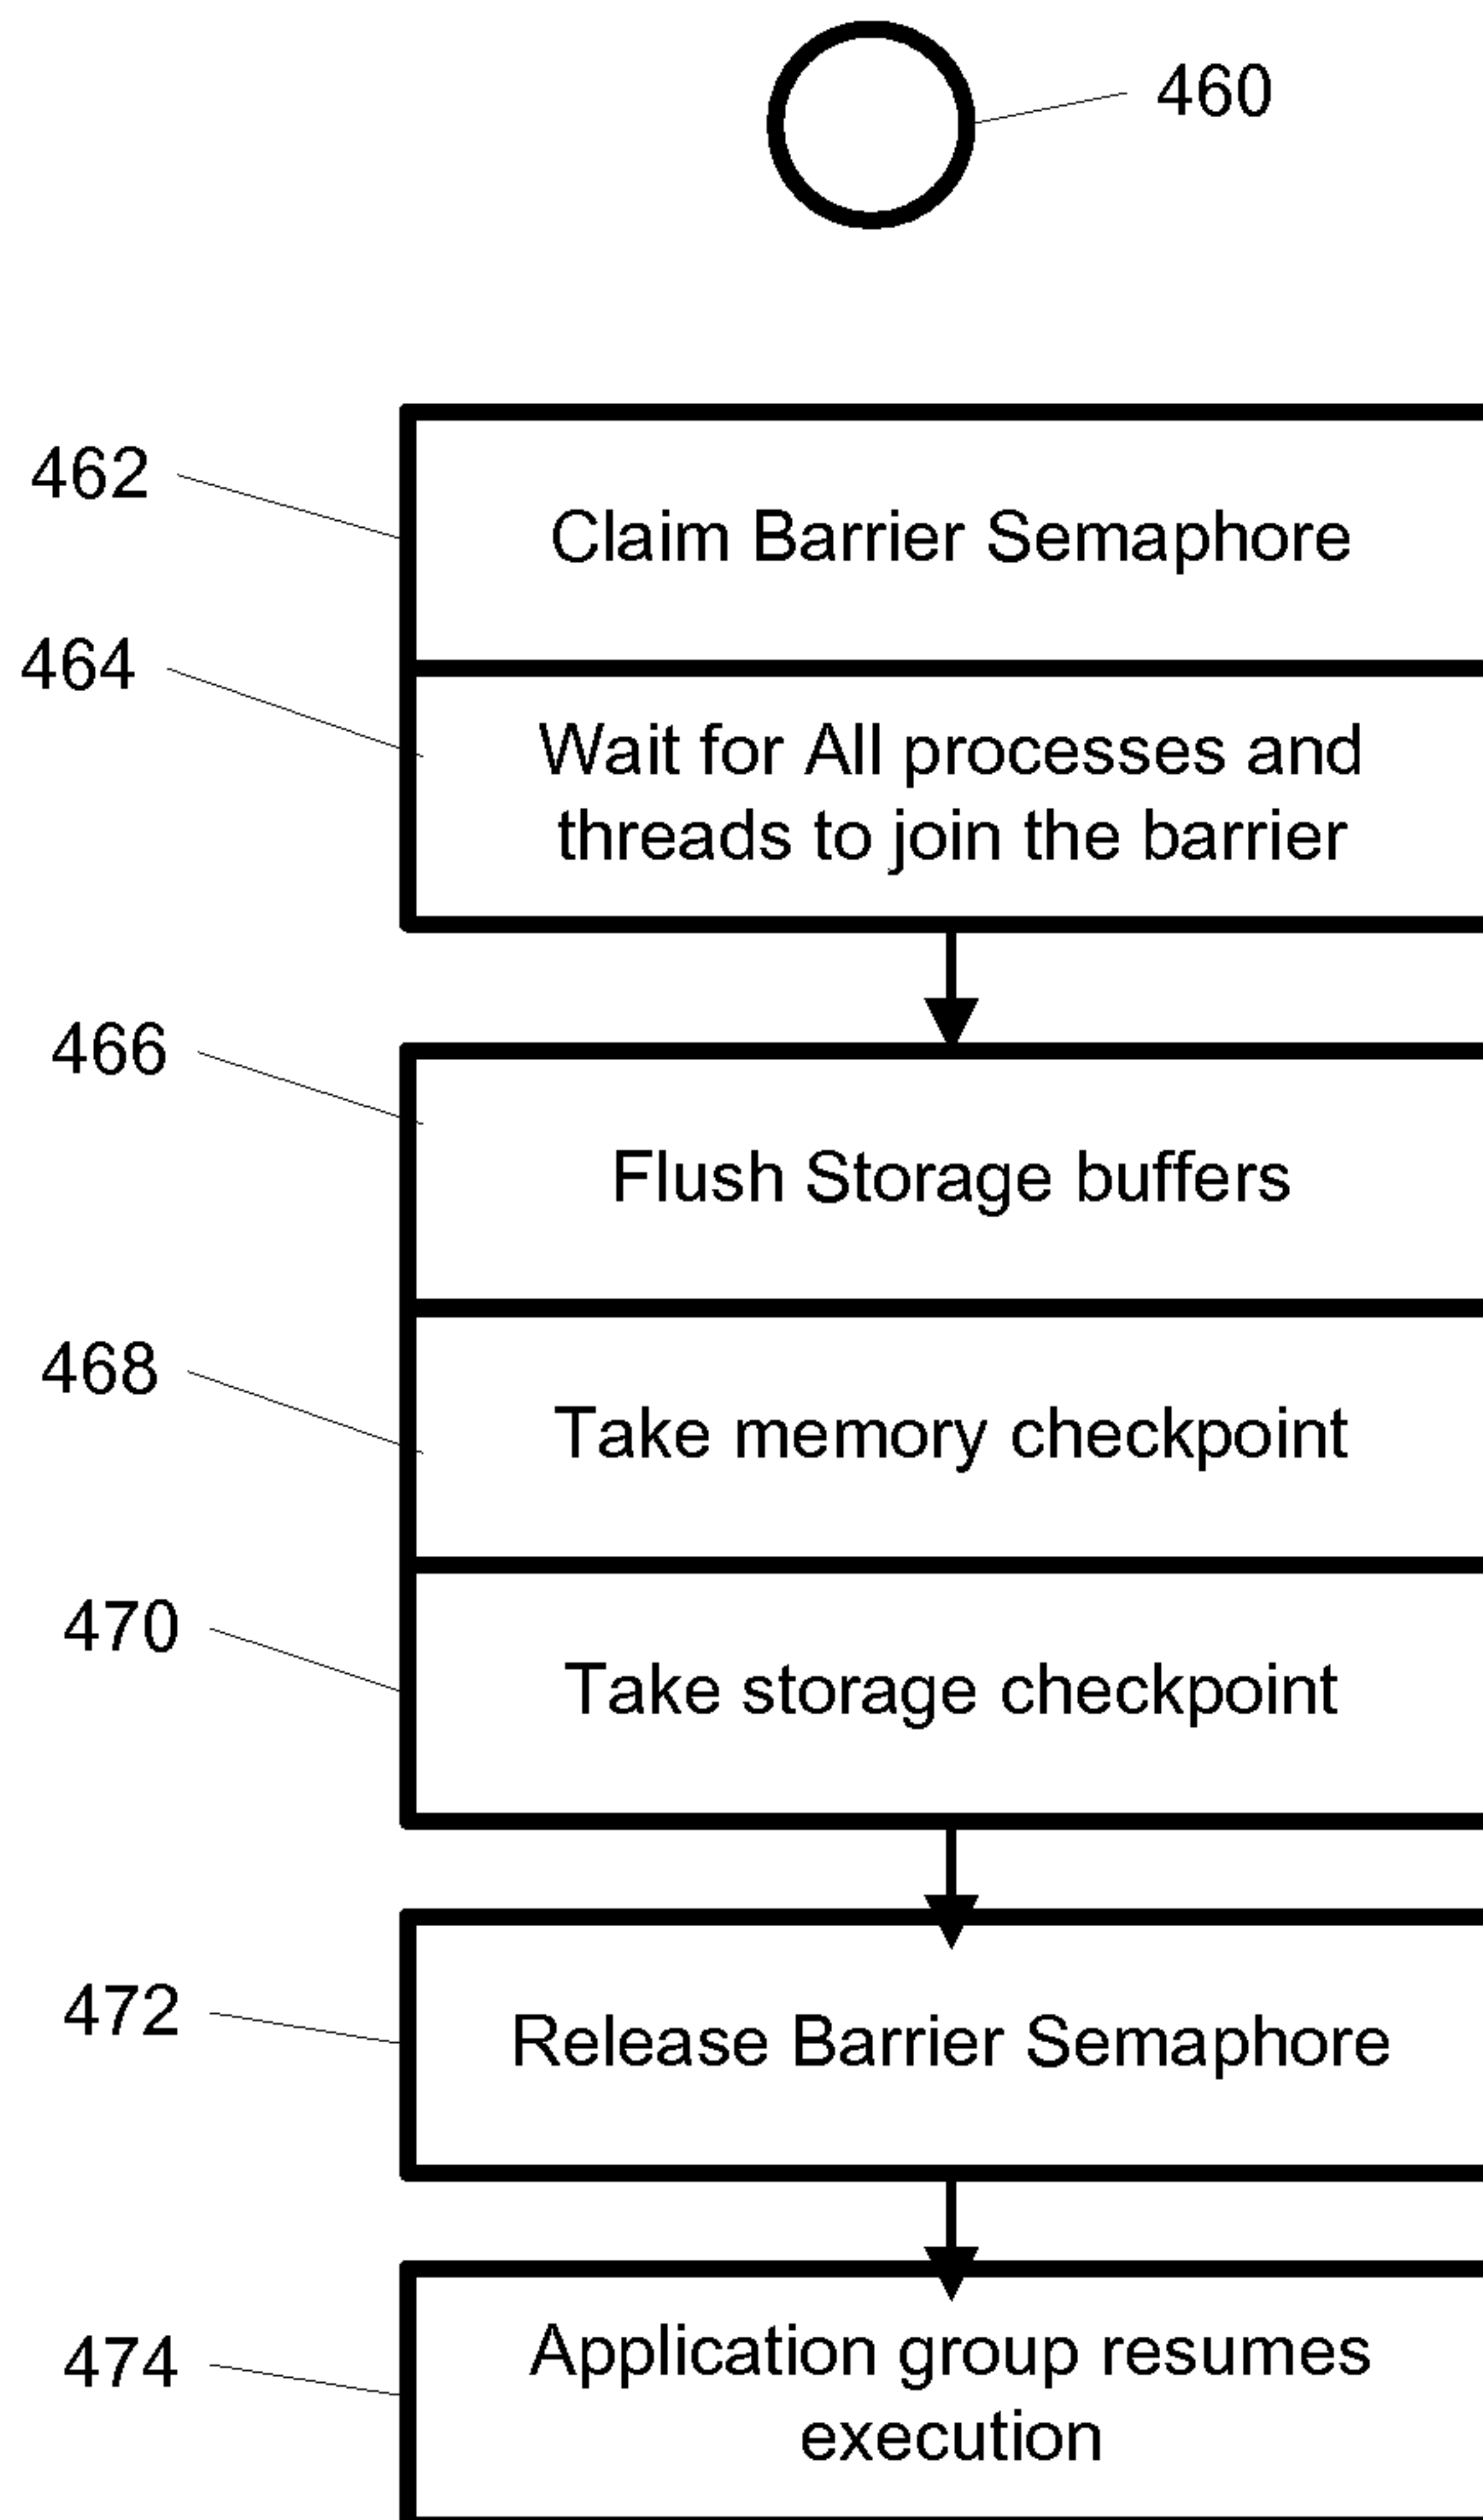 460
462
Claim Barrier Semaphore
464
Wait for All processes and
threads to join the barrier
466
Flush Storage buffers
468
Take memory checkpoint
470
Take storage checkpoint
472
Release Barrier Semaphore
474
Application group resumes
execution